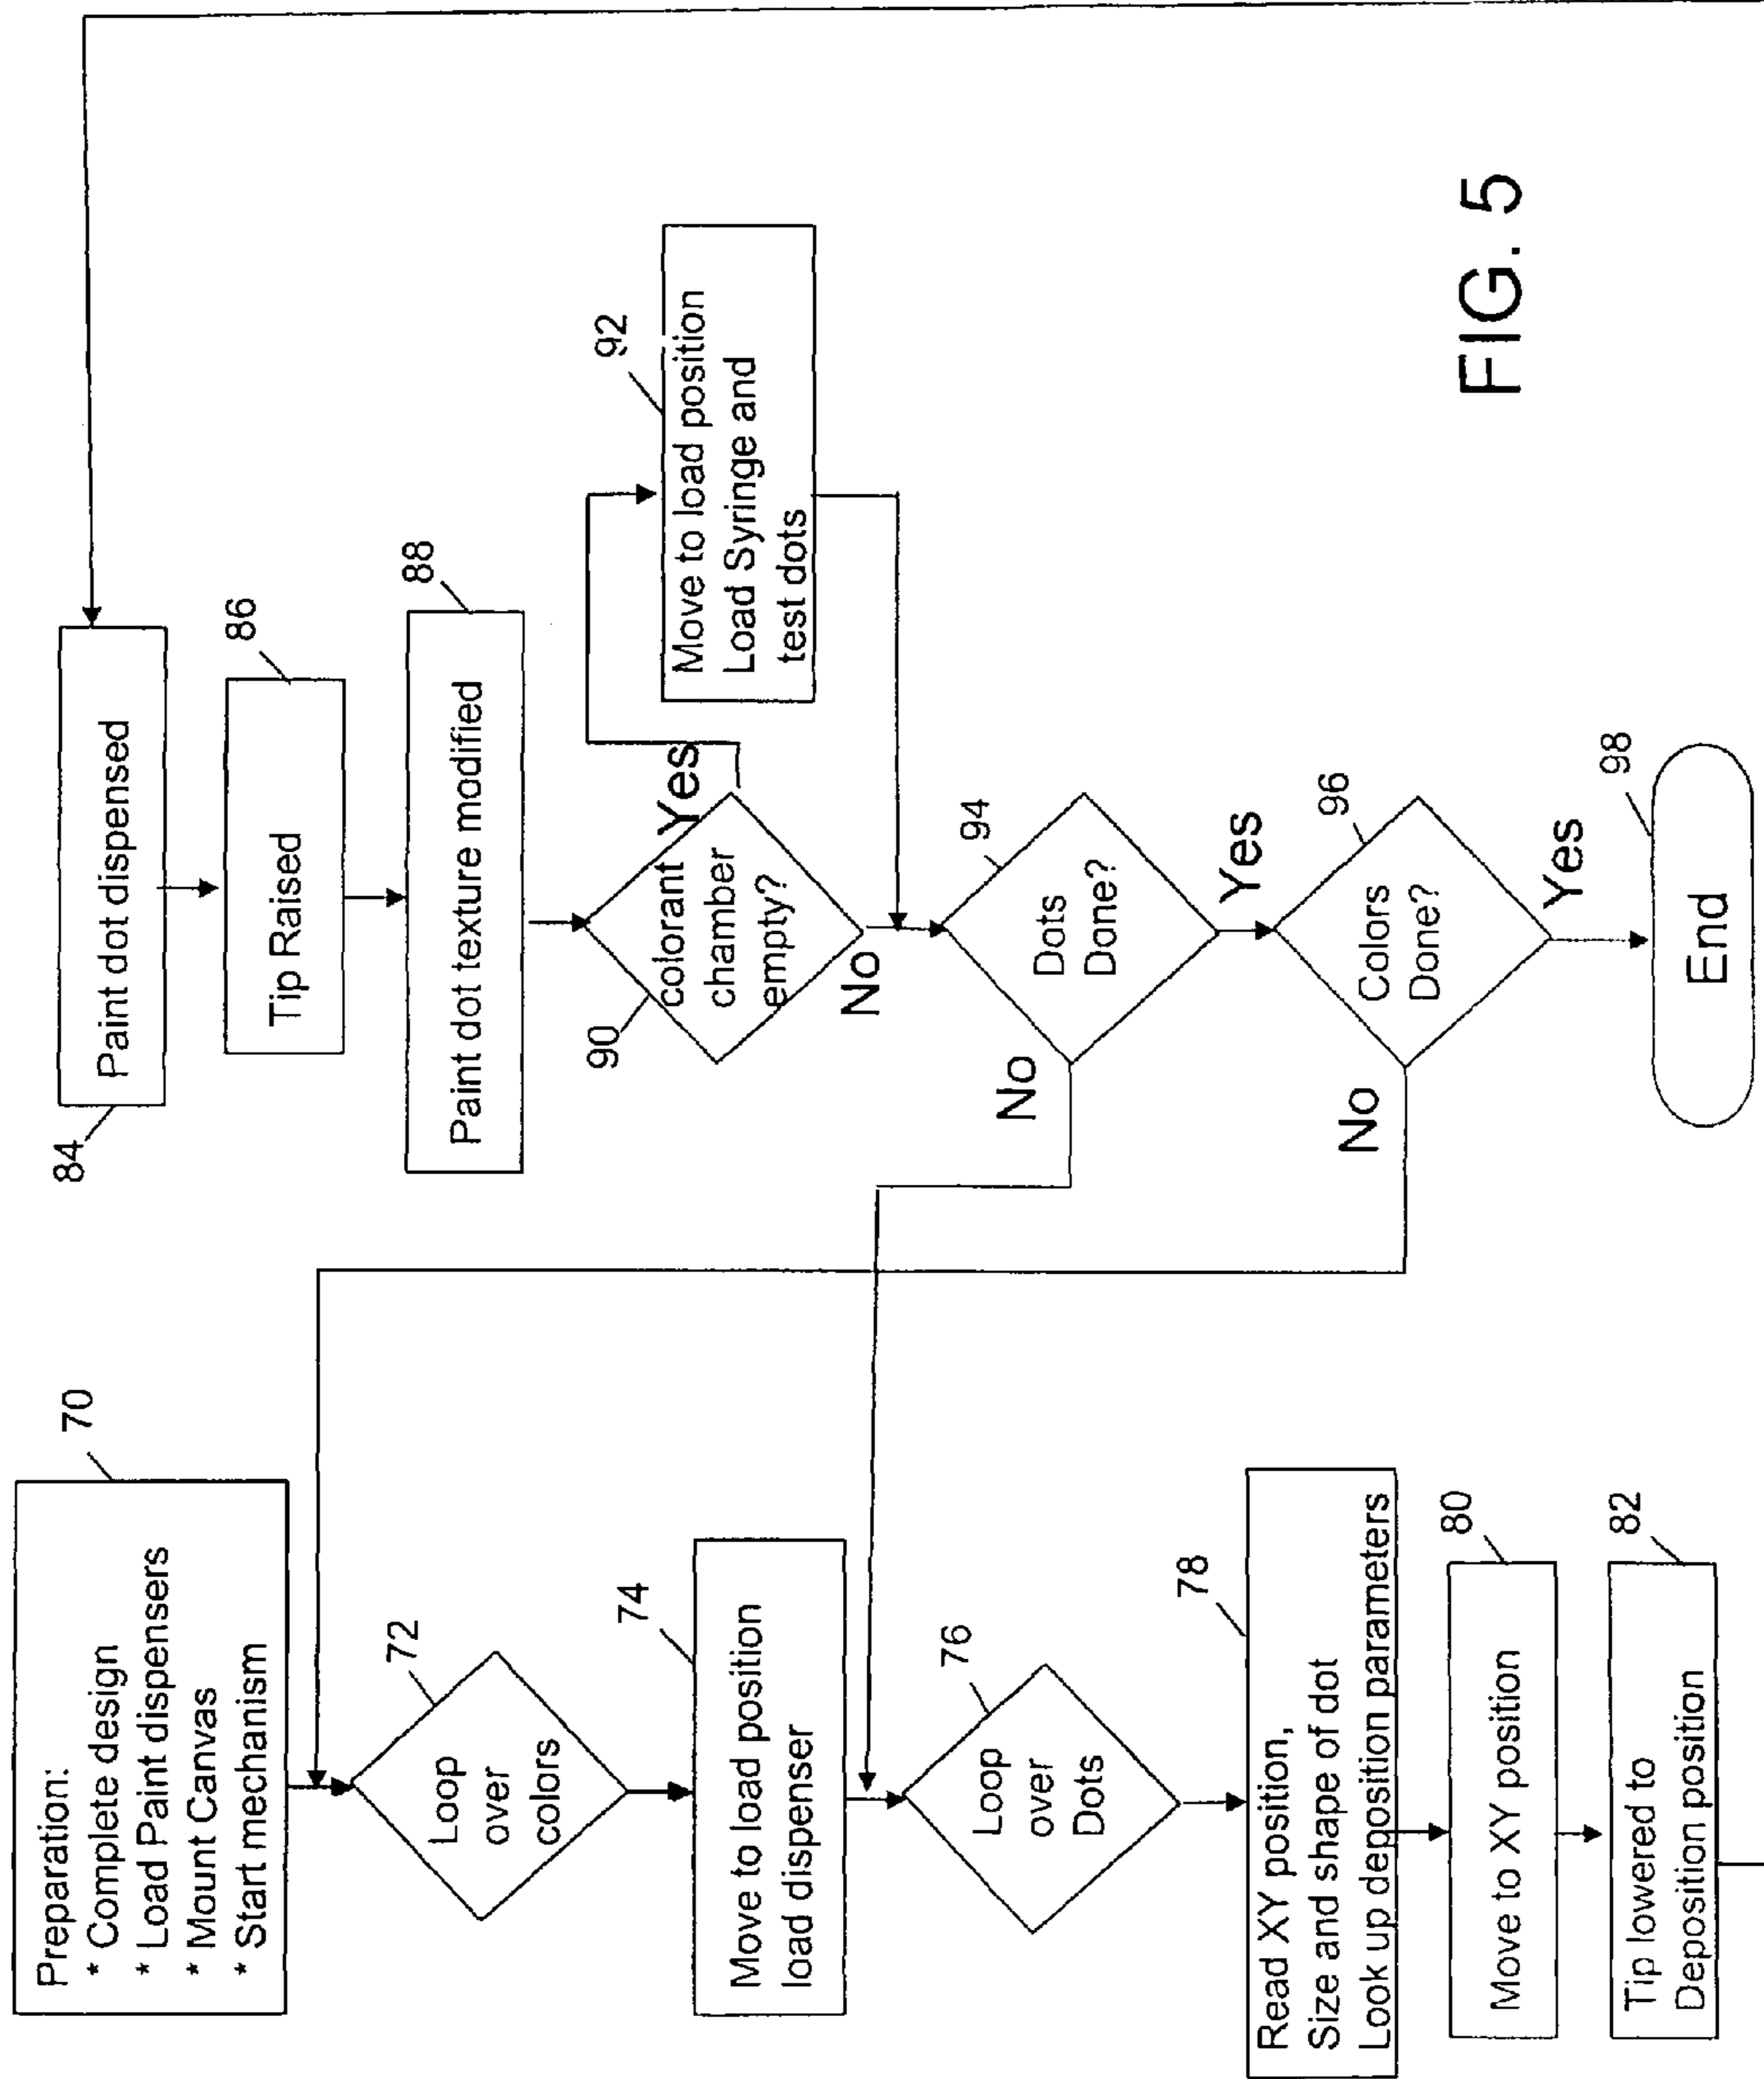 Preparation:
* Complete design
* Load Paint dispensers
* Mount Canvas
* Start mechanism
70
Loop
over
colors
72
Move to load position
load dispenser
74
Loop
over
Dots
76
Read XY position,
Size and shape of dot
Look up deposition parameters
78
Move to XY position
80
Tip lowered to
Deposition position
82
Paint dot dispensed
84
Tip Raised
86
Paint dot texture modified
88
colorant
chamber
empty?
90
Yes
No
Move to load position
Load Syringe and
test dots
92
Dots
Done?
94
No
Yes
Colors
Done?
96
No
Yes
End
98
FIG. 5